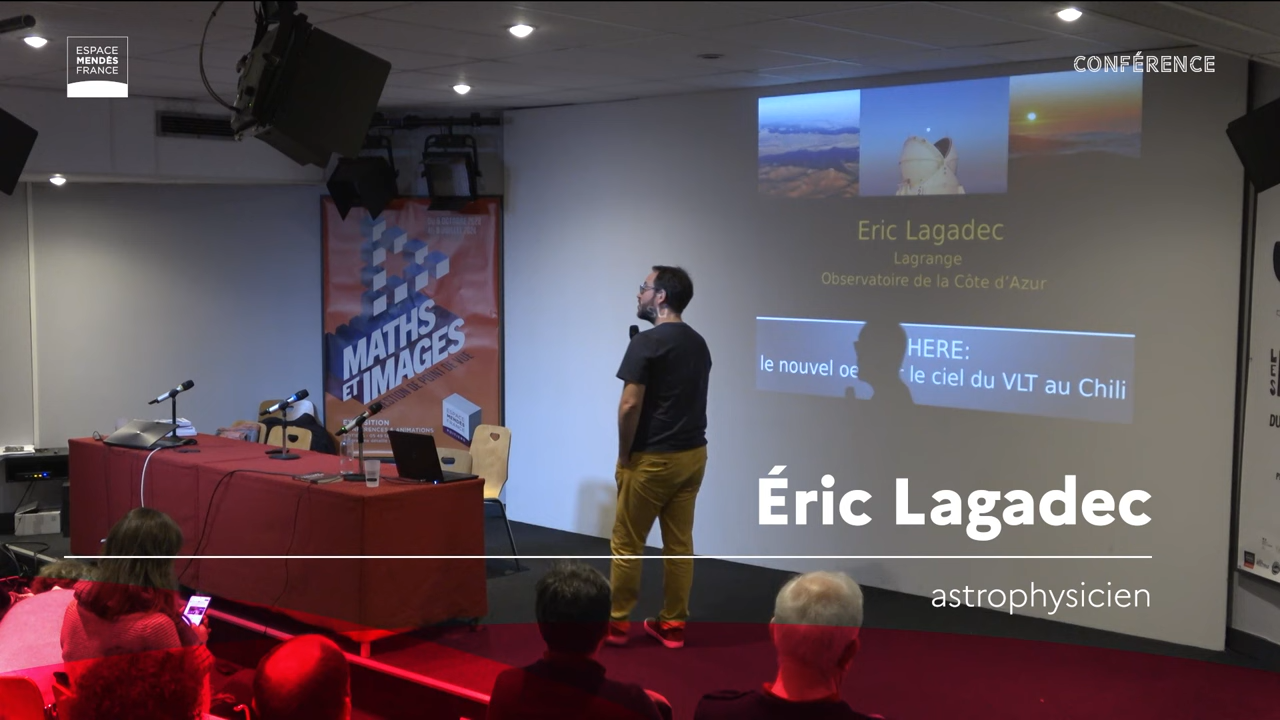 ESPACE
MENDÈS
FRANCE
CONFÉRENCE
Eric Lagadec
Lagrange
Observatoire de la Côte d'Azur
HERE:
le nouvel le ciel du VLT au Chili
MATHS
ET IMAGES
Éric Lagadec
astrophysicien